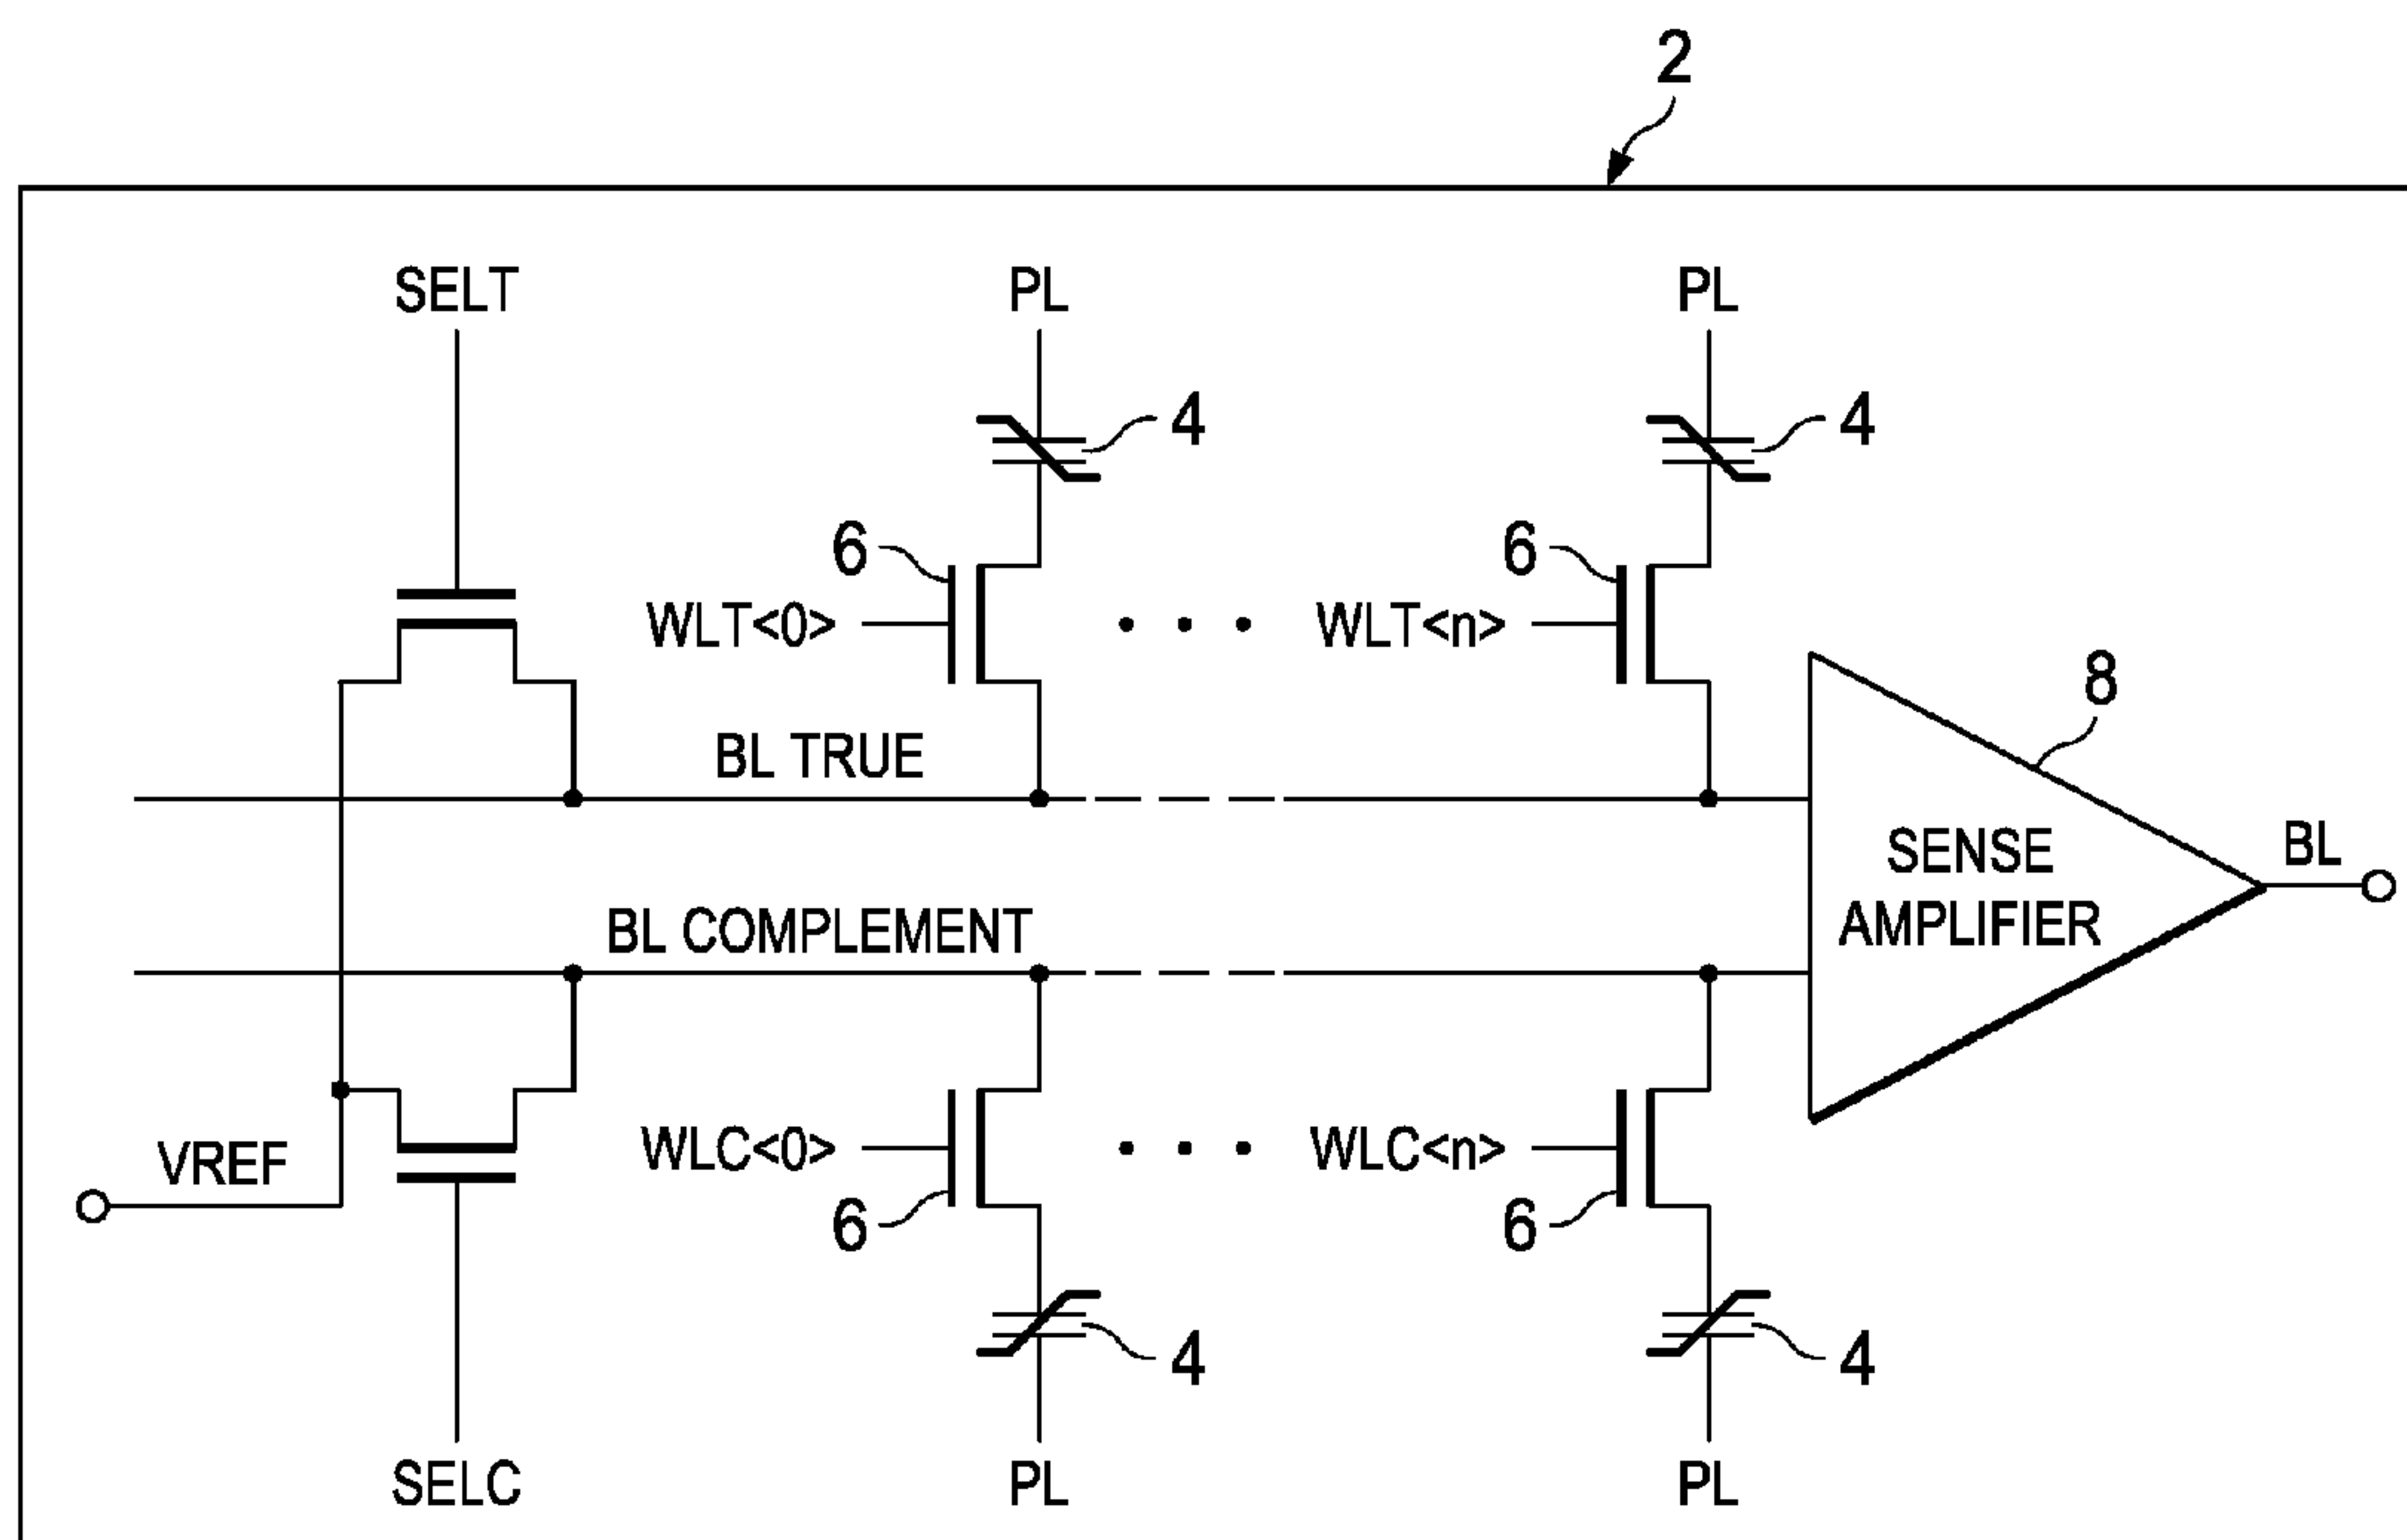 2
SELT PL PL
4 4
6 6
WLT<0> WLT<n>
8
BL TRUE
SENSE AMPLIFIER
BL
BL COMPLEMENT
VREF
WLC<0> WLC<n>
6 6
4 4
SELC PL PL